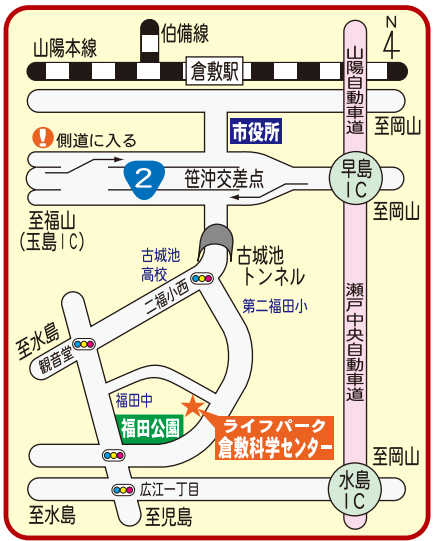 伯備線
山陽本線
N
4
倉敷駅
山陽自動車道
至岡山
市役所
! 側道に入る
早島
IC
2
笹沖交差点
至岡山
至福山
(玉島IC)
古城池
高校
古城池
トンネル
二福小西
第二福田小
瀬戸中央自動車道
至水島
観音堂
福田中
福田公園
ライフパーク
倉敷科学センター
至岡山
水島
IC
広江一丁目
至水島
至児島